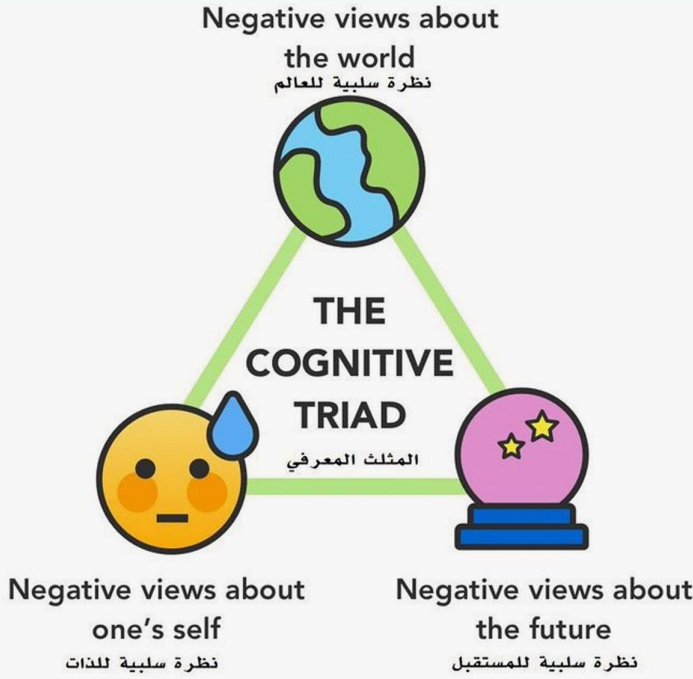 Negative views about
the world
نظرة سلبية للعالم
THE
COGNITIVE
TRIAD
المثلث المعرفي
Negative views about
one's self
نظرة سلبية للذات
Negative views about
the future
نظرة سلبية للمستقبل